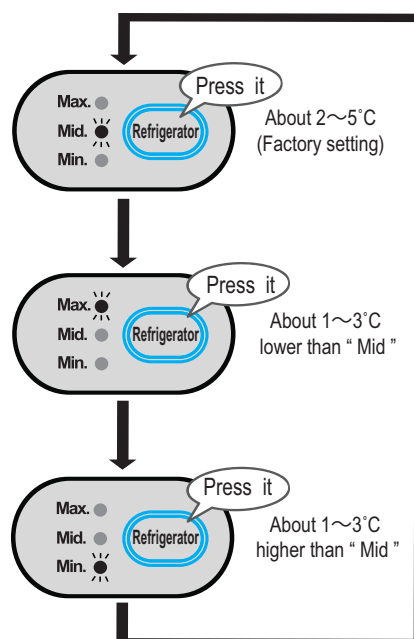 Press it
Max.
Mid.
Min.
Refrigerator
About 2～5°C
(Factory setting)
Press it
Max.
Mid.
Min.
Refrigerator
About 1～3°C
lower than “ Mid ”
Press it
Max.
Mid.
Min.
Refrigerator
About 1～3°C
higher than “ Mid ”